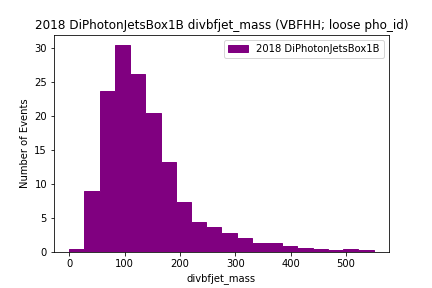 2018 DiPhotonJetsBox1B divbfjet_mass (VBFHH; loose pho_id)
2018 DiPhotonJetsBox1B
Number of Events
30
25
20
15
10
5
0
0 100 200 300 400 500
divbfjet_mass